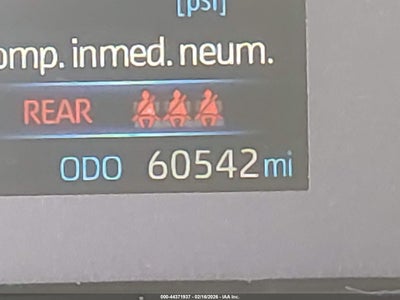 [psi]
omp. inmed. neum.
REAR
ODO 60542 mi
000-44371937 - 02/16/2026 - IAA Inc.